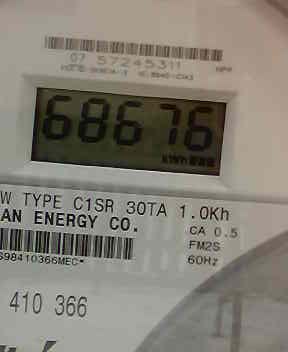 07 57245311
68676
KWh
W TYPE C1SR 30TA 1.0Kh
AN ENERGY CO.
CA 0.5
FM2S
60Hz
S98410366MEC*
410 366